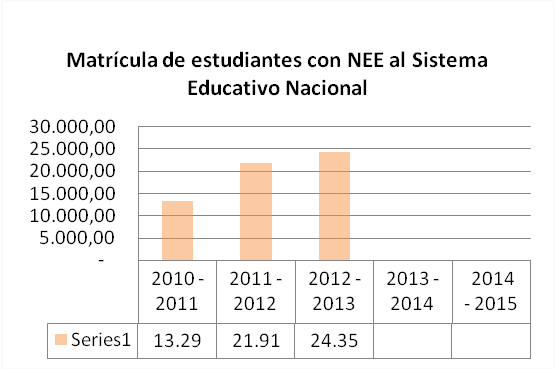 Matrícula de estudiantes con NEE al Sistema
Educativo Nacional
30.000,00
25.000,00
20.000,00
15.000,00
10.000,00
5.000,00
-
2010 - 2011 - 2012 - 2013 - 2014
2011 2012 2013 2014 - 2015
Series1 13.29 21.91 24.35